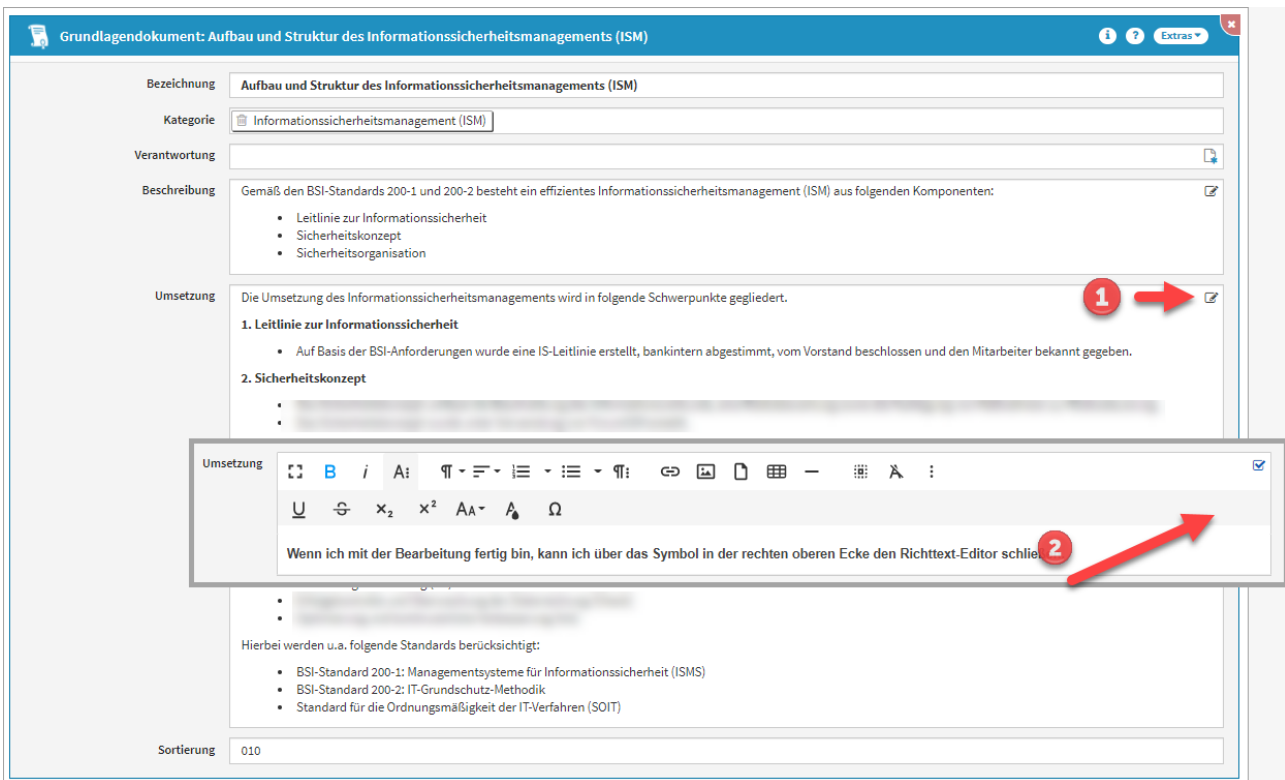 Grundlagendokument: Aufbau und Struktur des Informationssicherheitsmanagements (ISM)
i ? Extras
Bezeichnung Aufbau und Struktur des Informationssicherheitsmanagements (ISM)
Kategorie Informationssicherheitsmanagement (ISM)
Verantwortung
Beschreibung Gemäß den BSI-Standards 200-1 und 200-2 besteht ein effizientes Informationssicherheitsmanagement (ISM) aus folgenden Komponenten:
• Leitlinie zur Informationssicherheit
• Sicherheitskonzept
• Sicherheitsorganisation
Umsetzung Die Umsetzung des Informationssicherheitsmanagements wird in folgende Schwerpunkte gegliedert.
1
1. Leitlinie zur Informationssicherheit
• Auf Basis der BSI-Anforderungen wurde eine IS-Leitlinie erstellt, bankintern abgestimmt, vom Vorstand beschlossen und den Mitarbeiter bekannt gegeben.
2. Sicherheitskonzept
Umsetzung
B i A
U S x₂ x² AA A Ω
Wenn ich mit der Bearbeitung fertig bin, kann ich über das Symbol in der rechten oberen Ecke den Richttext-Editor
2
Hierbei werden u.a. folgende Standards berücksichtigt:
• BSI-Standard 200-1: Managementsysteme für Informationssicherheit (ISMS)
• BSI-Standard 200-2: IT-Grundschutz-Methodik
• Standard für die Ordnungsmäßigkeit der IT-Verfahren (SOIT)
Sortierung 010